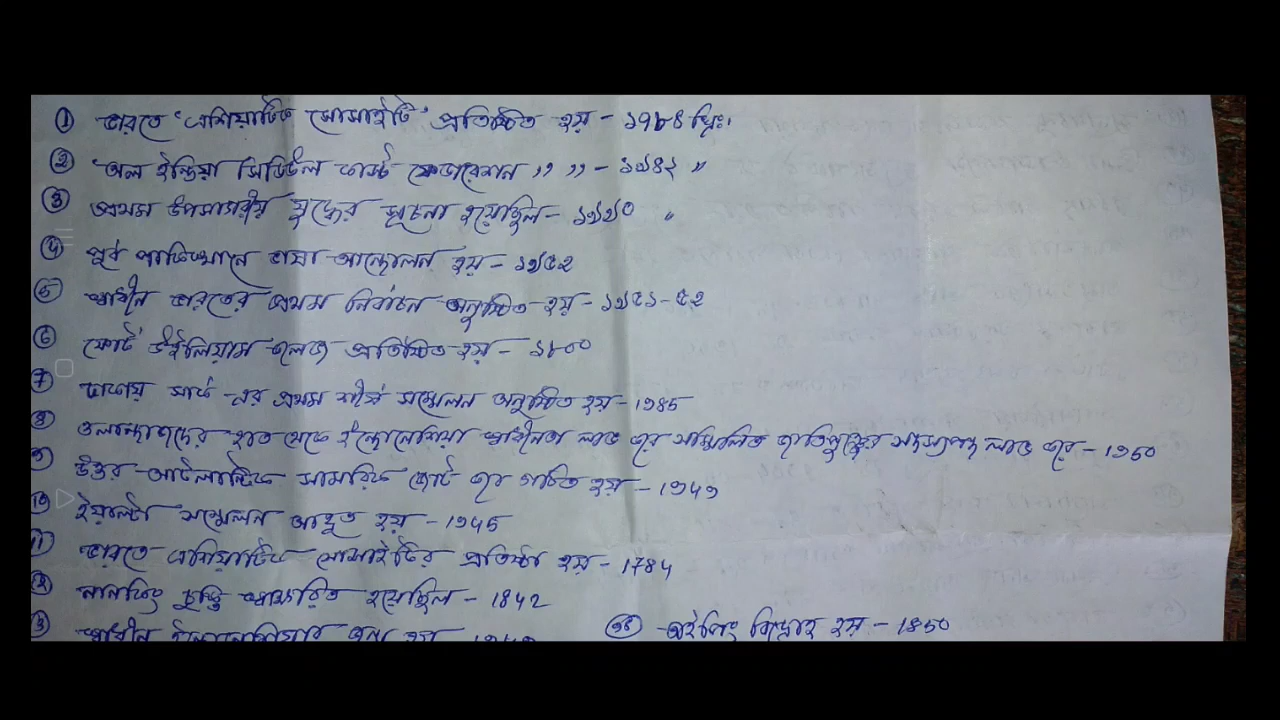 ① ভারতে 'এশিয়াটিক সোসাইটি' প্রতিষ্ঠিত হয় - ১৭৮৪ খ্রিঃ।
② অল ইন্ডিয়া সিডিউল কাস্ট ফেডারেশন ,, ,, - ১৯৪২ "
③ প্রথম উপসাগরীয় যুদ্ধের সূচনা হয়েছিল - ১৯৯০ "
④ পূর্ব পাকিস্থানে ভাষা আন্দোলন হয় - ১৯৫২
⑤ স্বাধীন ভারতের প্রথম নির্বাচন অনুষ্ঠিত হয় - ১৯৫১-৫২
⑥ ফোর্ট উইলিয়াম কলেজ প্রতিষ্ঠিত হয় - ১৮০০
⑦ ঢাকায় সার্ক-এর প্রথম শীর্ষ সম্মেলন অনুষ্ঠিত হয় - 1985
⑧ ওলন্দাজদের হাত থেকে ইন্দোনেশিয়া স্বাধীনতা লাভ করে সম্মিলিত জাতিপুঞ্জের সদস্যপদ লাভ করে - 1950
⑨ উত্তর আটলান্টিক সামরিক জোট কবে গঠিত হয় - 1949
⑩ ইয়াল্টা সম্মেলন আহূত হয় - 1945
⑪ ভারতে এশিয়াটিক সোসাইটির প্রতিষ্ঠা হয় - 1784
⑫ নানকিং চুক্তি স্বাক্ষরিত হয়েছিল - 1842
স্বাধীন ইন্দোনেশিয়ার হয়
তাইপিং বিদ্রোহ হয় - 1850